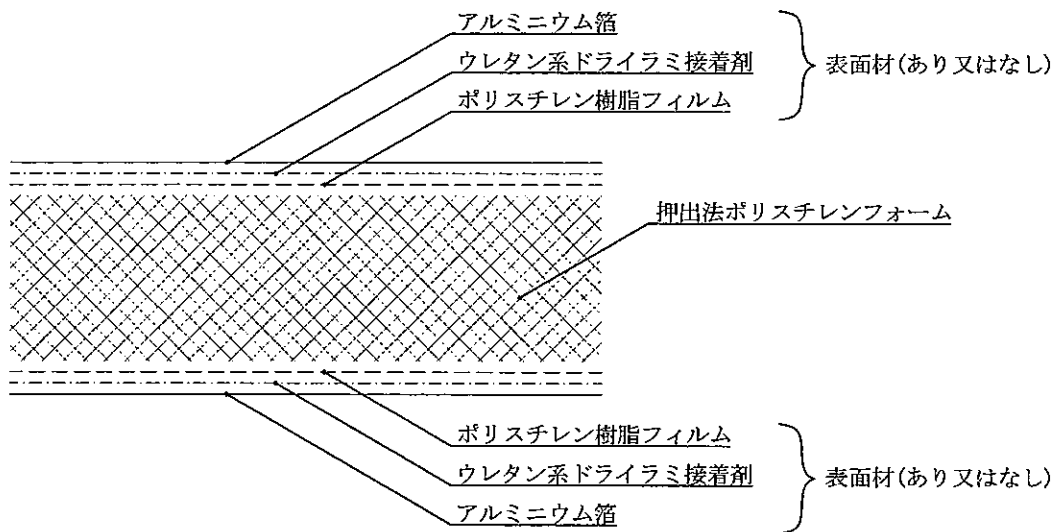 アルミニウム箔
ウレタン系ドライラミ接着剤
ポリスチレン樹脂フィルム
表面材(あり又はなし)
押出法ポリスチレンフォーム
ポリスチレン樹脂フィルム
ウレタン系ドライラミ接着剤
アルミニウム箔
表面材(あり又はなし)